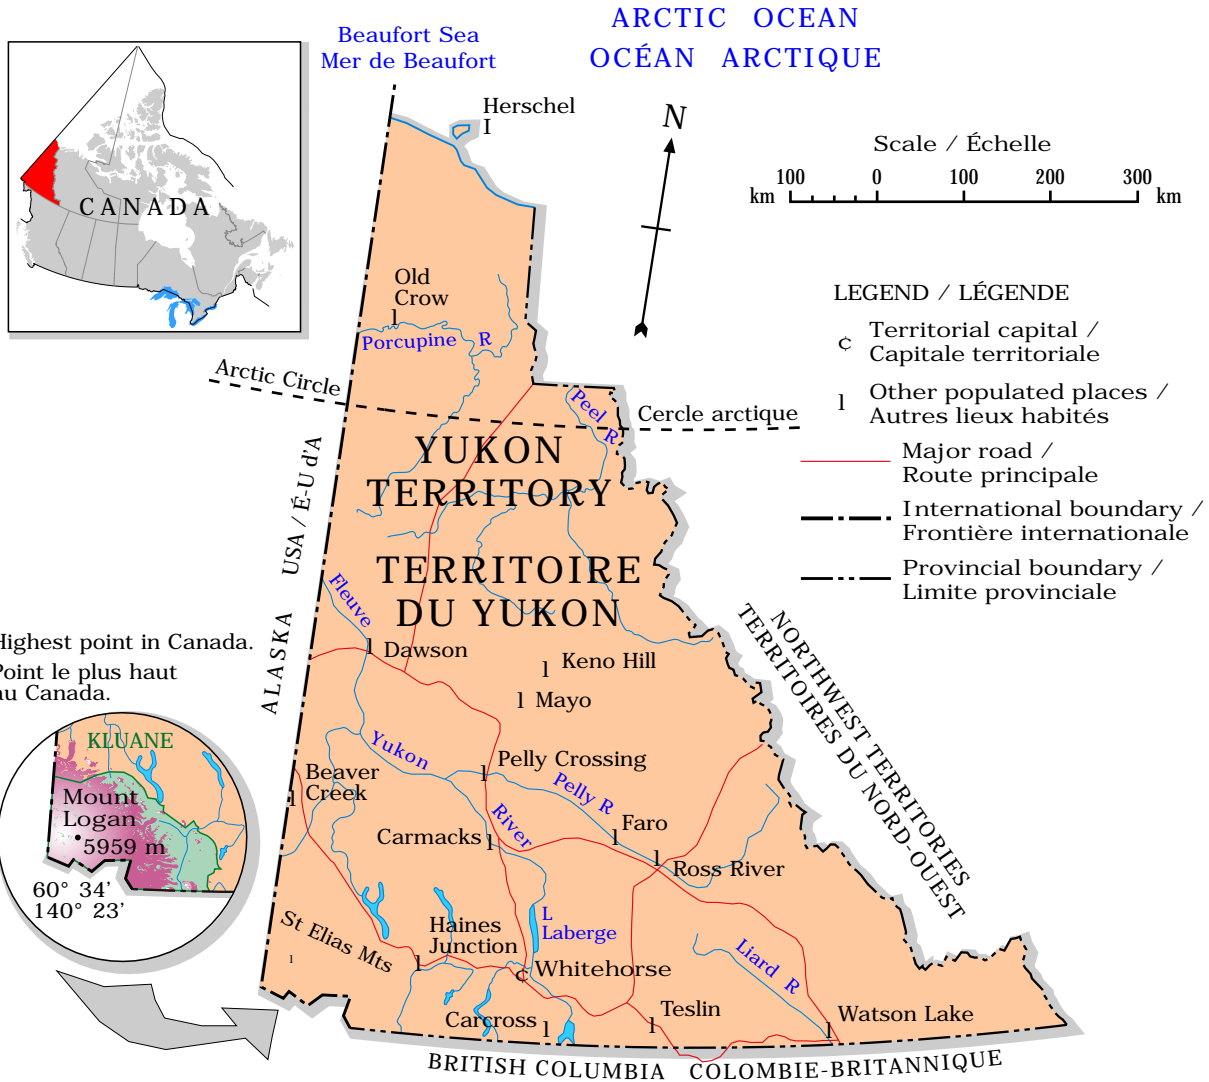 ARCTIC OCEAN
OCÉAN ARCTIQUE
Beaufort Sea
Mer de Beaufort
Herschel
I
N
Scale / Échelle
km 100 0 100 200 300 km
CANADA
LEGEND / LÉGENDE
¢ Territorial capital /
Capitale territoriale
l Other populated places /
Autres lieux habités
Major road /
Route principale
International boundary /
Frontière internationale
Provincial boundary /
Limite provinciale
Old
Crow
l
Porcupine R
Arctic Circle
Cercle arctique
Peel R
YUKON
TERRITORY
TERRITOIRE
DU YUKON
ALASKA USA / É-U d'A
NORTHWEST TERRITORIES
TERRITOIRES DU NORD-OUEST
Fleuve
l Dawson
l Keno Hill
l Mayo
Yukon
River
l Pelly Crossing
Pelly R
Beaver
Creek
l
Carmacks l
Faro
l
l Ross River
St Elias Mts
l
Haines
Junction
l
L
Laberge
¢ Whitehorse
Liard R
Carcross l
Teslin
l
Watson Lake
l
BRITISH COLUMBIA COLOMBIE-BRITANNIQUE
Highest point in Canada.
Point le plus haut
au Canada.
KLUANE
Mount
Logan
5959 m
60° 34'
140° 23'